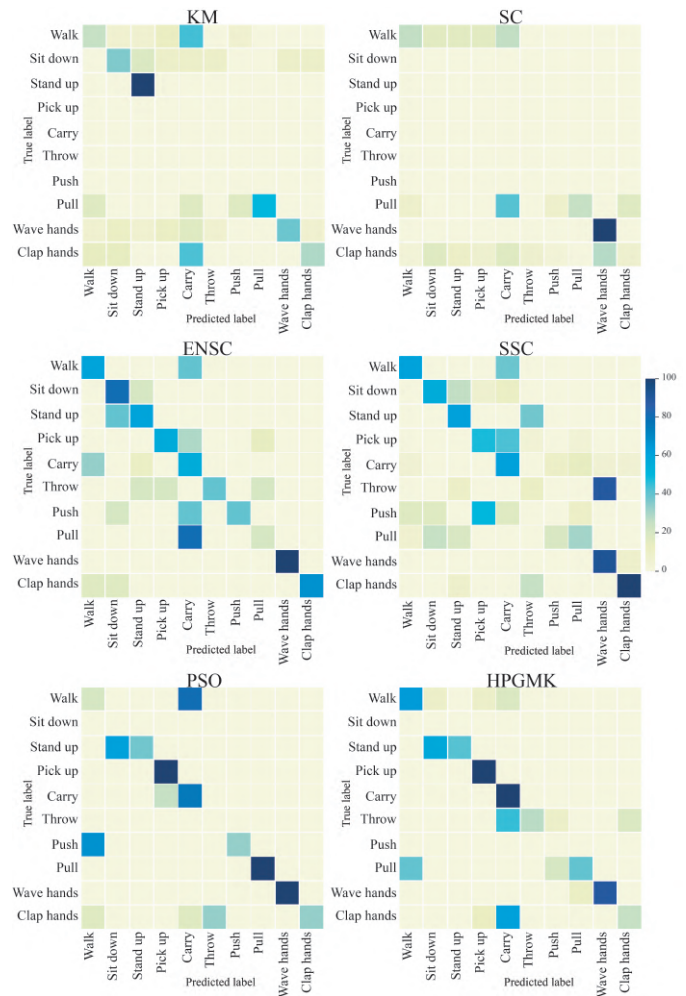 KM
True label
Walk
Sit down
Stand up
Pick up
Carry
Throw
Push
Pull
Wave hands
Clap hands
Walk
Sit down
Stand up
Pick up
Carry
Throw
Push
Pull
Wave hands
Clap hands
Predicted label
SC
True label
Walk
Sit down
Stand up
Pick up
Carry
Throw
Push
Pull
Wave hands
Clap hands
Walk
Sit down
Stand up
Pick up
Carry
Throw
Push
Pull
Wave hands
Clap hands
Predicted label
ENSC
True label
Walk
Sit down
Stand up
Pick up
Carry
Throw
Push
Pull
Wave hands
Clap hands
Walk
Sit down
Stand up
Pick up
Carry
Throw
Push
Pull
Wave hands
Clap hands
Predicted label
SSC
True label
Walk
Sit down
Stand up
Pick up
Carry
Throw
Push
Pull
Wave hands
Clap hands
Walk
Sit down
Stand up
Pick up
Carry
Throw
Push
Pull
Wave hands
Clap hands
Predicted label
100
80
60
40
20
0
PSO
True label
Walk
Sit down
Stand up
Pick up
Carry
Throw
Push
Pull
Wave hands
Clap hands
Walk
Sit down
Stand up
Pick up
Carry
Throw
Push
Pull
Wave hands
Clap hands
Predicted label
HPGMK
True label
Walk
Sit down
Stand up
Pick up
Carry
Throw
Push
Pull
Wave hands
Clap hands
Walk
Sit down
Stand up
Pick up
Carry
Throw
Push
Pull
Wave hands
Clap hands
Predicted label